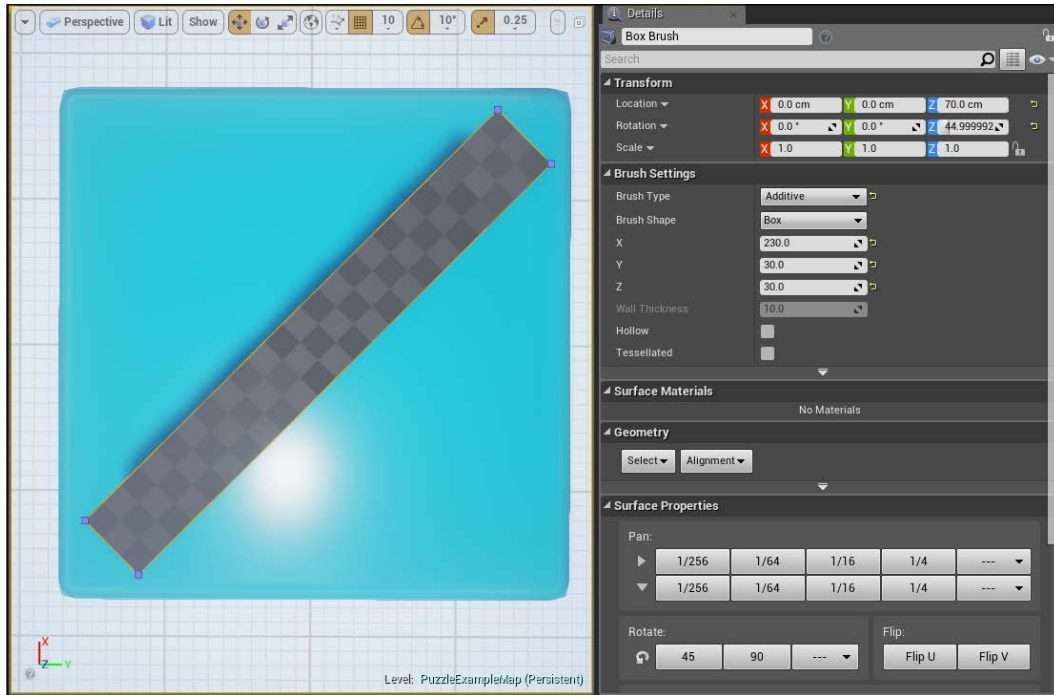 Perspective Lit Show 10 10° 0.25
Level: PuzzleExampleMap (Persistent)
X
Z Y
Details
Box Brush
Search
Transform
Location X 0.0 cm Y 0.0 cm Z 70.0 cm
Rotation X 0.0 ° Y 0.0 ° Z 44.999992
Scale X 1.0 Y 1.0 Z 1.0
Brush Settings
Brush Type Additive
Brush Shape Box
X 230.0
Y 30.0
Z 30.0
Wall Thickness 10.0
Hollow
Tessellated
Surface Materials
No Materials
Geometry
Select Alignment
Surface Properties
Pan:
1/256 1/64 1/16 1/4 ---
1/256 1/64 1/16 1/4 ---
Rotate: Flip:
45 90 --- Flip U Flip V